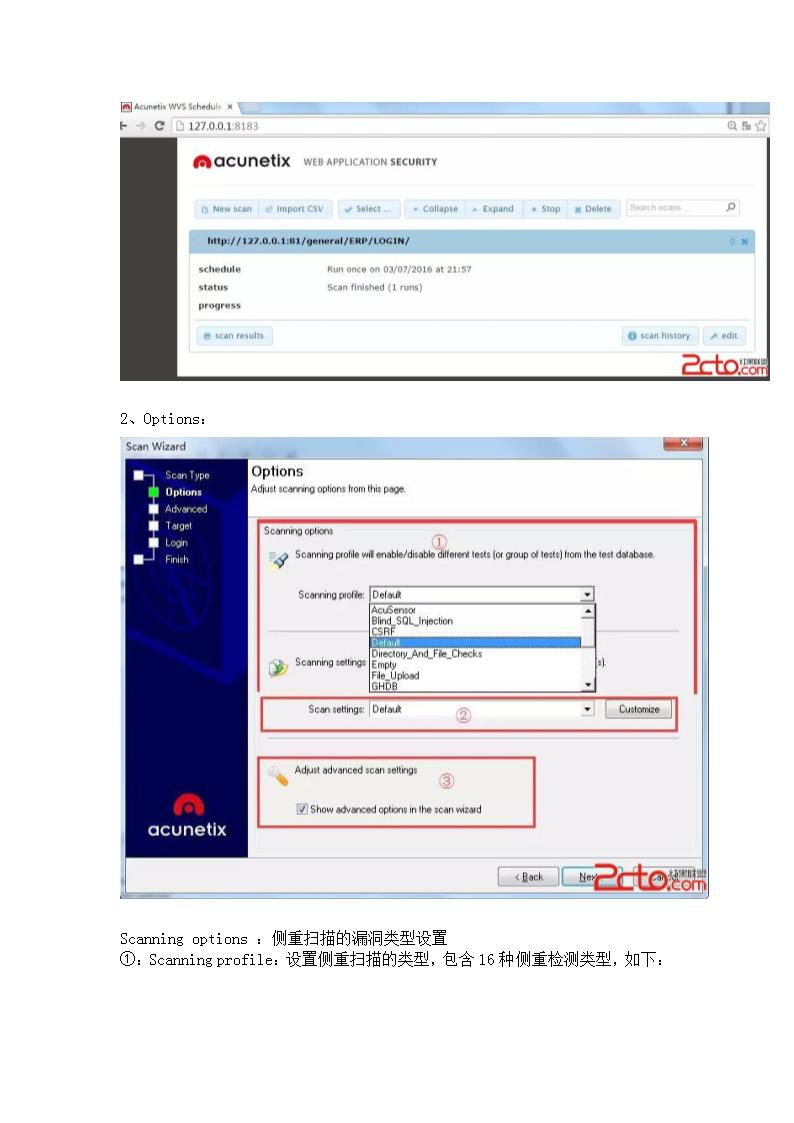 Acunetix WVS Schedule
127.0.0.1:8183
acunetix WEB APPLICATION SECURITY
New scan Import CSV Select ... Collapse Expand Stop Delete Search scans ...
http://127.0.0.1:81/general/ERP/LOGIN/
schedule Run once on 03/07/2016 at 21:57
status Scan finished (1 runs)
progress
scan results scan history edit
2cto.com
2、Options：
Scan Wizard
Scan Type
Options
Advanced
Target
Login
Finish
acunetix
Options
Adjust scanning options from this page.
Scanning options
①
Scanning profile will enable/disable different tests (or group of tests) from the test database.
Scanning profile: Default
AcuSensor
Blind_SQL_Injection
CSRF
Default
Directory_And_File_Checks
Empty
File_Upload
GHDB
Scanning settings s).
Scan settings: Default ② Customize
Adjust advanced scan settings
③
Show advanced options in the scan wizard
< Back Next
2cto.com
Scanning options ：侧重扫描的漏洞类型设置
①：Scanning profile：设置侧重扫描的类型，包含16种侧重检测类型，如下：